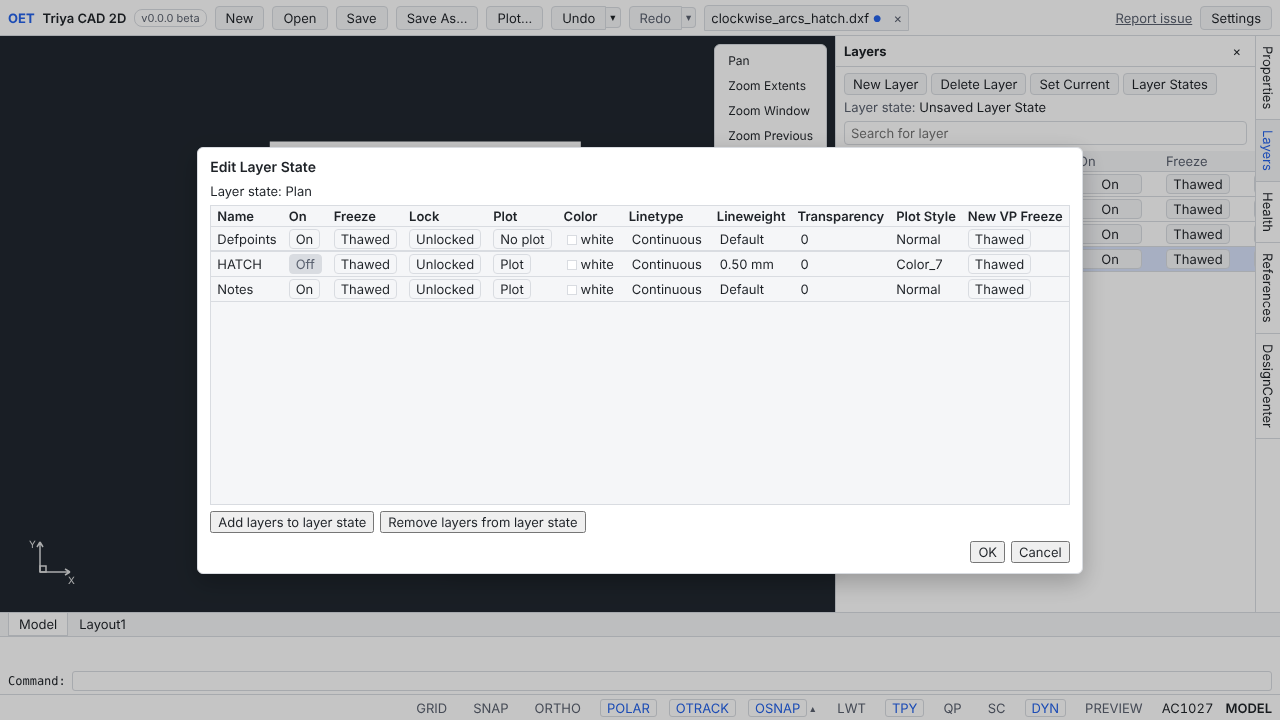 OET Triya CAD 2D v0.0.0 beta New Open Save Save As... Plot... Undo ▾ Redo ▾ clockwise_arcs_hatch.dxf ● × Report issue Settings
Pan
Zoom Extents
Zoom Window
Zoom Previous
Layers ×
New Layer Delete Layer Set Current Layer States
Layer state: Unsaved Layer State
Search for layer
On Freeze
On Thawed
On Thawed
On Thawed
On Thawed
Properties
Layers
Health
References
DesignCenter
Edit Layer State
Layer state: Plan
Name On Freeze Lock Plot Color Linetype Lineweight Transparency Plot Style New VP Freeze
Defpoints On Thawed Unlocked No plot white Continuous Default 0 Normal Thawed
HATCH Off Thawed Unlocked Plot white Continuous 0.50 mm 0 Color_7 Thawed
Notes On Thawed Unlocked Plot white Continuous Default 0 Normal Thawed
Add layers to layer state Remove layers from layer state
OK Cancel
Y
X
Model Layout1
Command:
GRID SNAP ORTHO POLAR OTRACK OSNAP ▴ LWT TPY QP SC DYN PREVIEW AC1027 MODEL